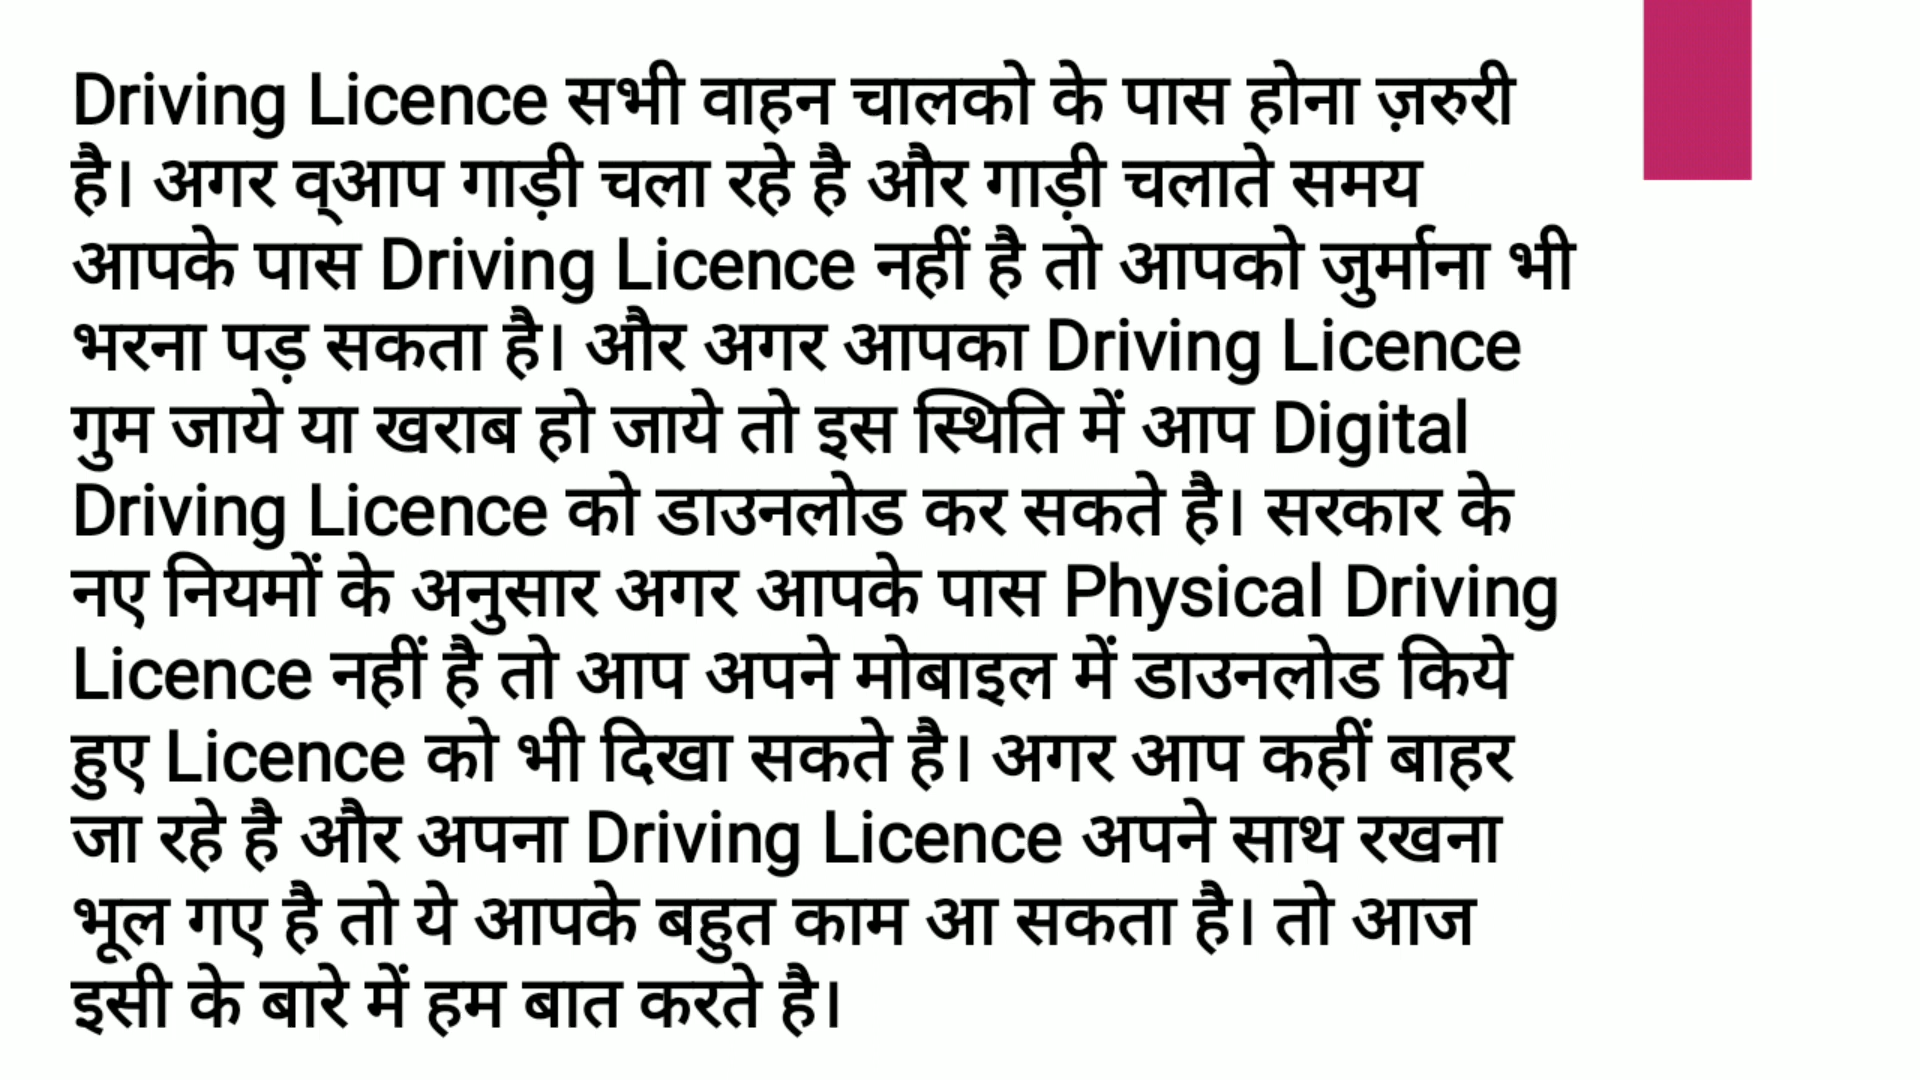 Driving Licence सभी वाहन चालको के पास होना ज़रुरी
है। अगर व्आप गाड़ी चला रहे है और गाड़ी चलाते समय
आपके पास Driving Licence नहीं है तो आपको जुर्माना भी
भरना पड़ सकता है। और अगर आपका Driving Licence
गुम जाये या खराब हो जाये तो इस स्थिति में आप Digital
Driving Licence को डाउनलोड कर सकते है। सरकार के
नए नियमों के अनुसार अगर आपके पास Physical Driving
Licence नहीं है तो आप अपने मोबाइल में डाउनलोड किये
हुए Licence को भी दिखा सकते है। अगर आप कहीं बाहर
जा रहे है और अपना Driving Licence अपने साथ रखना
भूल गए है तो ये आपके बहुत काम आ सकता है। तो आज
इसी के बारे में हम बात करते है।